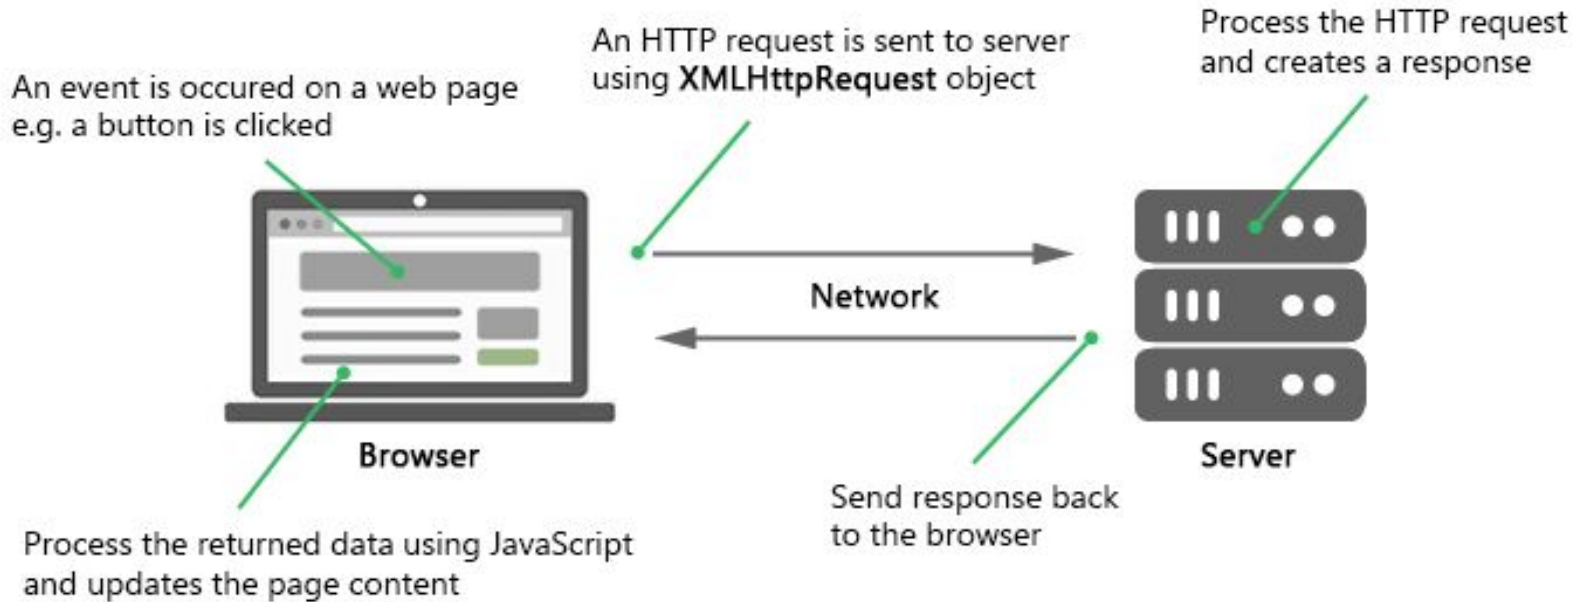 An event is occured on a web page
e.g. a button is clicked
An HTTP request is sent to server
using XMLHttpRequest object
Process the HTTP request
and creates a response
Network
Browser
Server
Send response back
to the browser
Process the returned data using JavaScript
and updates the page content